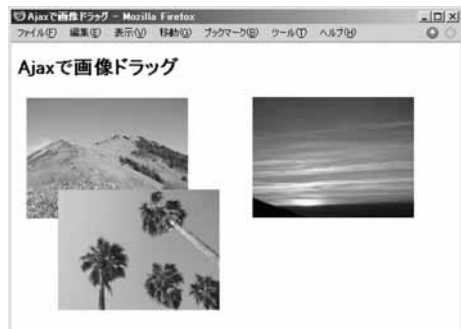 Ajaxで画像ドラッグ - Mozilla Firefox
ファイル(F) 編集(E) 表示(V) 移動(G) ブックマーク(B) ツール(T) ヘルプ(H)
Ajaxで画像ドラッグ